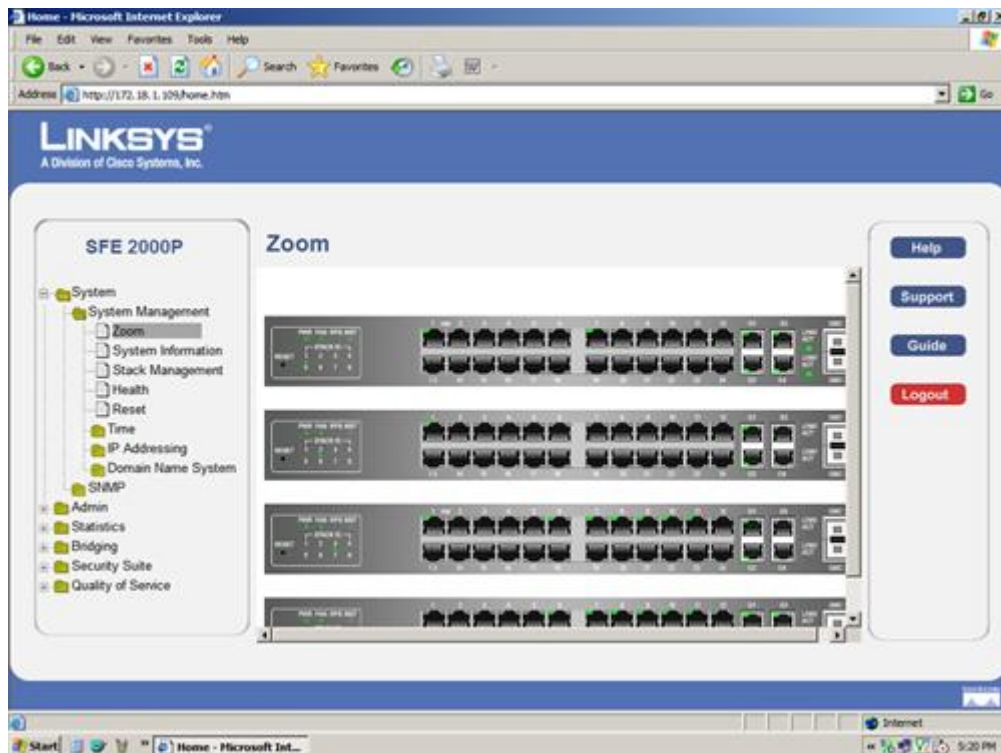 Home - Microsoft Internet Explorer
File Edit View Favorites Tools Help
Back Search Favorites
Address http://172.18.1.109/home.htm Go
LINKSYS®
A Division of Cisco Systems, Inc.
SFE 2000P
System
System Management
Zoom
System Information
Stack Management
Health
Reset
Time
IP Addressing
Domain Name System
SNMP
Admin
Statistics
Bridging
Security Suite
Quality of Service
Zoom
Help
Support
Guide
Logout
Internet
Start Home - Microsoft Int... 5:20 PM